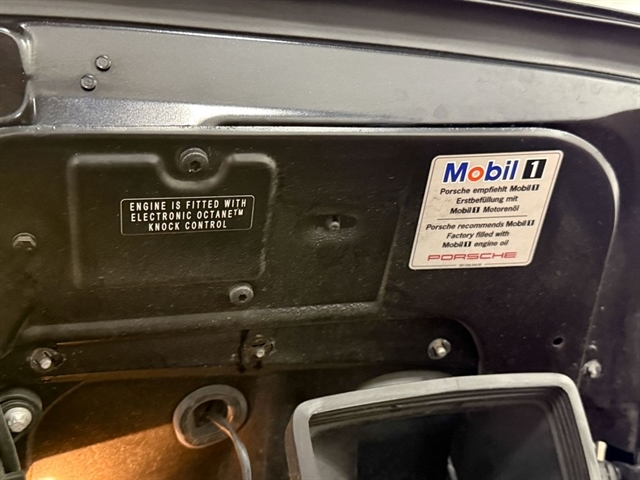 ENGINE IS FITTED WITH
ELECTRONIC OCTANE™
KNOCK CONTROL
Mobil 1
Porsche empfiehlt Mobil 1
Erstbefüllung mit
Mobil 1 Motorenöl
Porsche recommends Mobil 1
Factory filled with
Mobil 1 engine oil
PORSCHE